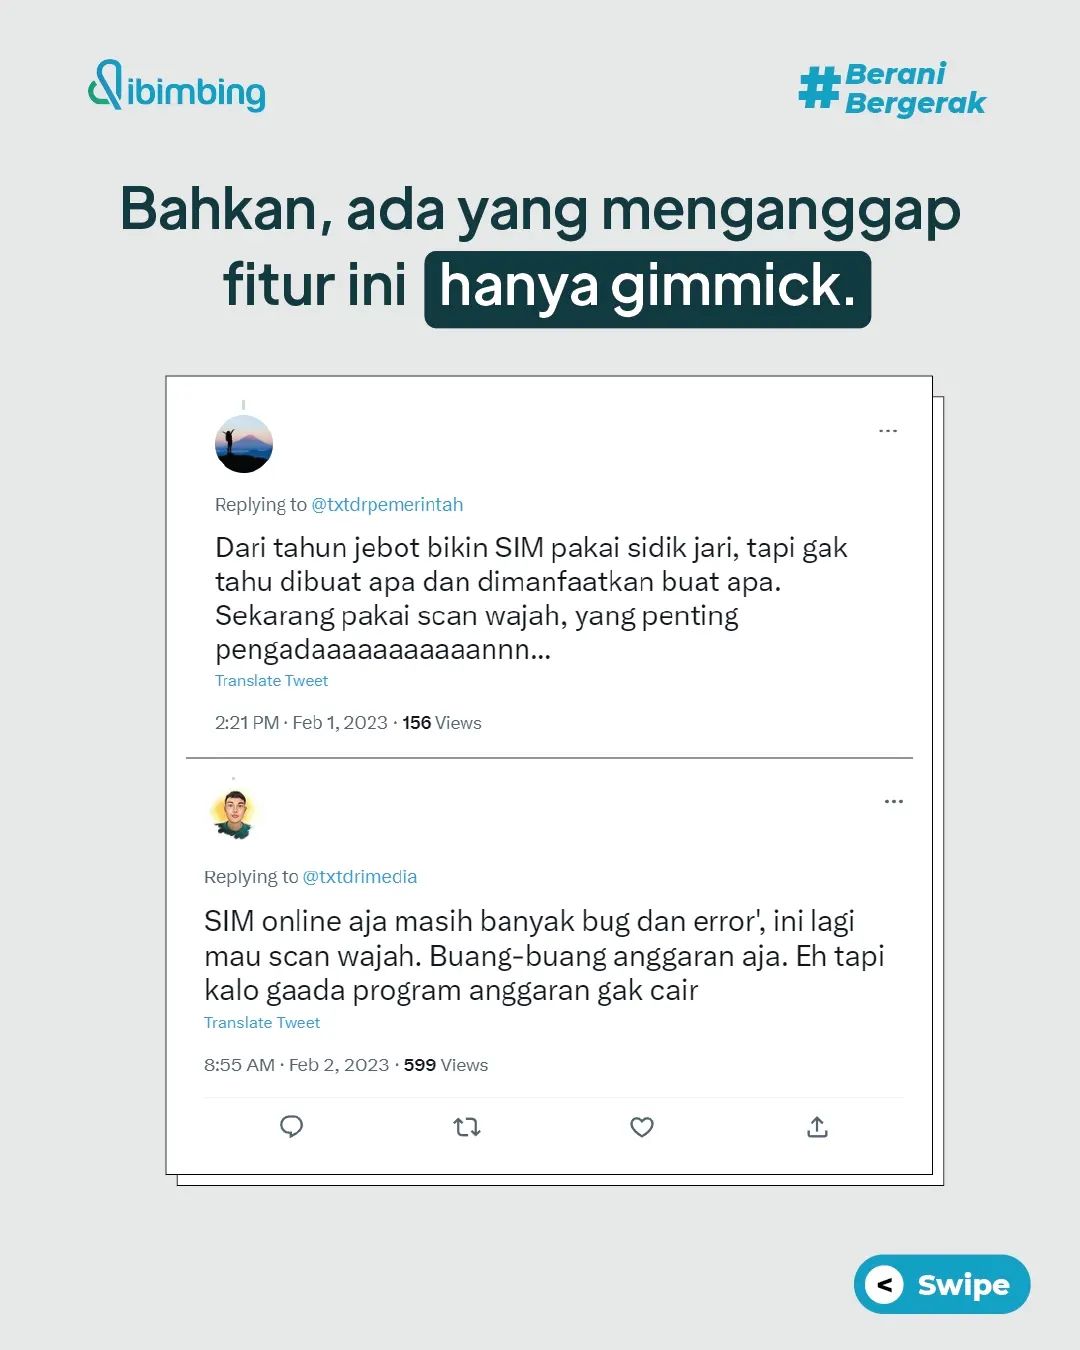 dibimbing
#Berani
Bergerak
Bahkan, ada yang menganggap
fitur ini hanya gimmick.
Replying to @txtdrpemerintah
Dari tahun jebot bikin SIM pakai sidik jari, tapi gak
tahu dibuat apa dan dimanfaatkan buat apa.
Sekarang pakai scan wajah, yang penting
pengadaaaaaaaaaaannn...
Translate Tweet
2:21 PM · Feb 1, 2023 · 156 Views
Replying to @txtdrimedia
SIM online aja masih banyak bug dan error', ini lagi
mau scan wajah. Buang-buang anggaran aja. Eh tapi
kalo gaada program anggaran gak cair
Translate Tweet
8:55 AM · Feb 2, 2023 · 599 Views
< Swipe